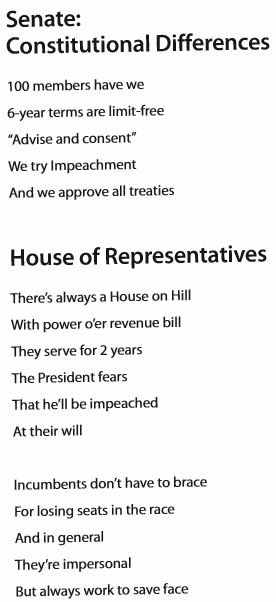 Senate:
Constitutional Differences
100 members have we
6-year terms are limit-free
“Advise and consent”
We try Impeachment
And we approve all treaties
House of Representatives
There’s always a House on Hill
With power o’er revenue bill
They serve for 2 years
The President fears
That he’ll be impeached
At their will
Incumbents don’t have to brace
For losing seats in the race
And in general
They’re impersonal
But always work to save face